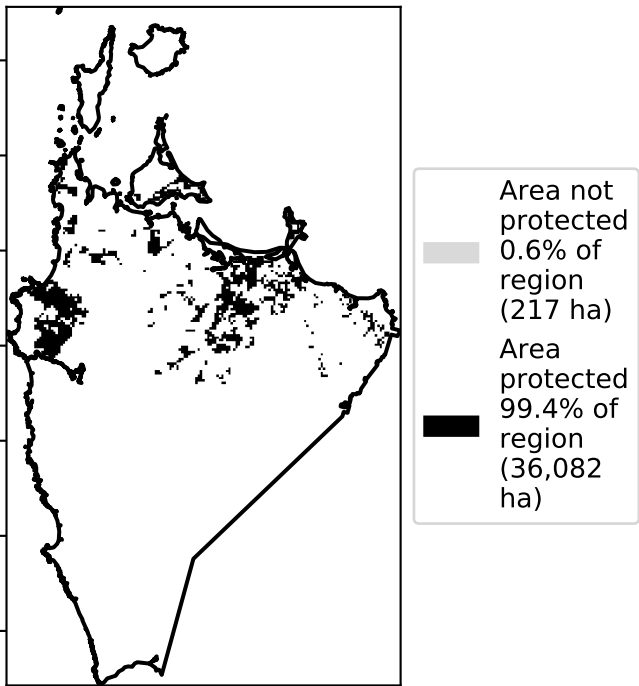 Area not
protected
0.6% of
region
(217 ha)
Area
protected
99.4% of
region
(36,082
ha)